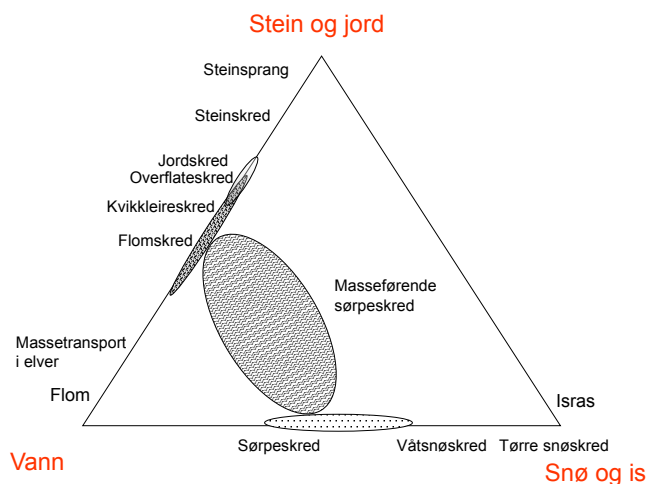 Stein og jord
Steinsprang
Steinskred
Jordskred
Overflateskred
Kvikkleireskred
Flomskred
Masseførende
sørpeskred
Massetransport
i elver
Flom
Isras
Sørpeskred
Våtsnøskred
Tørre snøskred
Vann
Snø og is